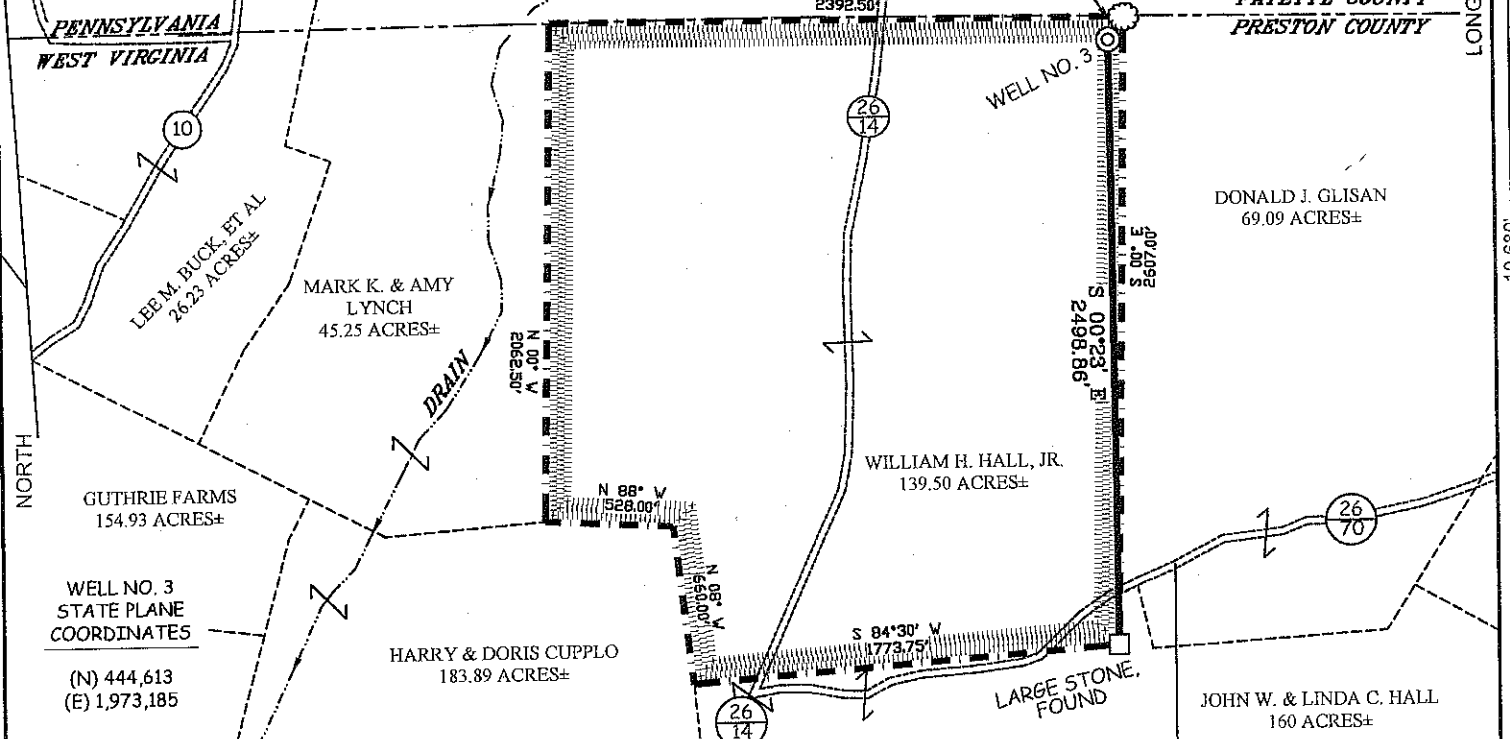 2392.50'
PENNSYLVANIA
WEST VIRGINIA
FAYETTE COUNTY
PRESTON COUNTY
WELL NO. 3
10
26
14
LEE M. BUCK, ET AL
26.23 ACRES±
MARK K. & AMY
LYNCH
45.25 ACRES±
DONALD J. GLISAN
69.09 ACRES±
S 00° E
2607.00'
S 00°23' E
2498.86'
N 00° W
2062.50'
DRAIN
NORTH
GUTHRIE FARMS
154.93 ACRES±
N 88° W
528.00'
WILLIAM H. HALL, JR.
139.50 ACRES±
26
70
N 08° W
660.00'
WELL NO. 3
STATE PLANE
COORDINATES
(N) 444,613
(E) 1,973,185
HARRY & DORIS CUPPLO
183.89 ACRES±
S 84°30' W
1773.75'
LARGE STONE,
FOUND
26
14
JOHN W. & LINDA C. HALL
160 ACRES±